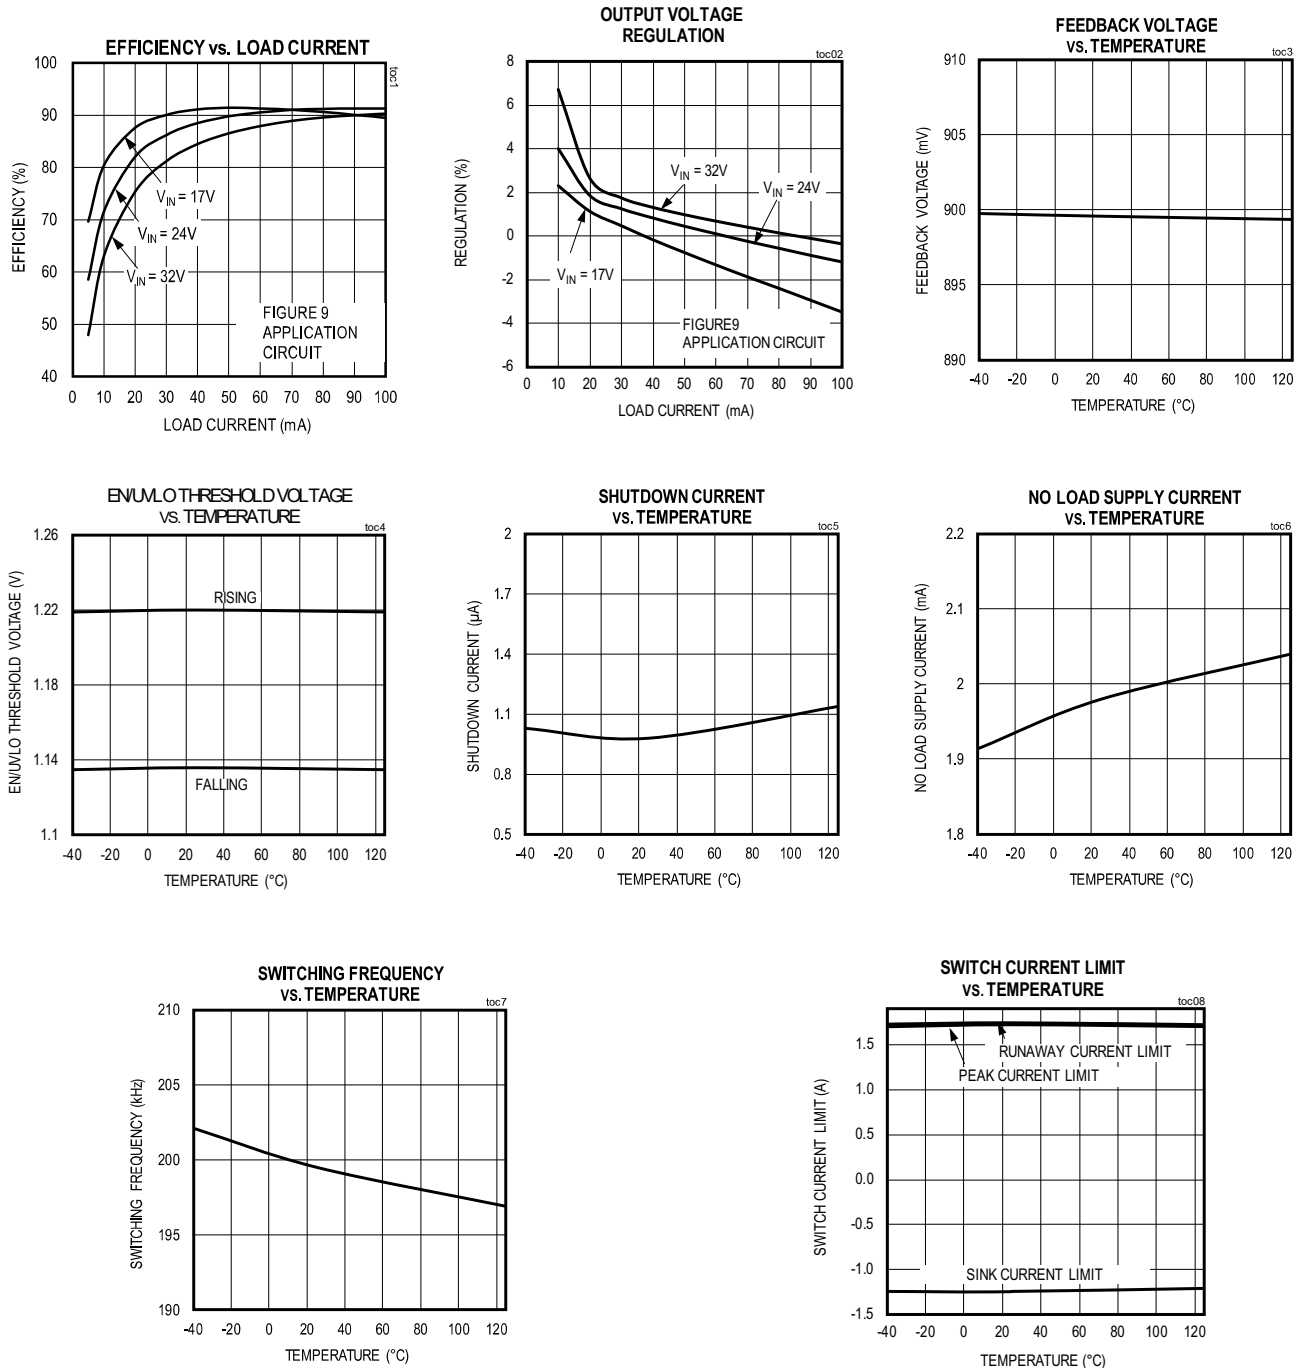 EFFICIENCY vs. LOAD CURRENT
toc1
100
90
80
70
60
50
40
EFFICIENCY (%)
VIN = 17V
VIN = 24V
VIN = 32V
FIGURE 9
APPLICATION
CIRCUIT
0 10 20 30 40 50 60 70 80 90 100
LOAD CURRENT (mA)
OUTPUT VOLTAGE
REGULATION
toc02
8
6
4
2
0
-2
-4
-6
REGULATION (%)
VIN = 32V
VIN = 24V
VIN = 17V
FIGURE9
APPLICATION CIRCUIT
0 10 20 30 40 50 60 70 80 90 100
LOAD CURRENT (mA)
FEEDBACK VOLTAGE
VS. TEMPERATURE
toc3
910
905
900
895
890
FEEDBACK VOLTAGE (mV)
-40 -20 0 20 40 60 80 100 120
TEMPERATURE (°C)
EN/UVLO THRESHOLD VOLTAGE
VS. TEMPERATURE
toc4
1.26
1.22
1.18
1.14
1.1
EN/UVLO THRESHOLD VOLTAGE (V)
RISING
FALLING
-40 -20 0 20 40 60 80 100 120
TEMPERATURE (°C)
SHUTDOWN CURRENT
VS. TEMPERATURE
toc5
2
1.7
1.4
1.1
0.8
0.5
SHUTDOWN CURRENT (µA)
-40 -20 0 20 40 60 80 100 120
TEMPERATURE (°C)
NO LOAD SUPPLY CURRENT
VS. TEMPERATURE
toc6
2.2
2.1
2
1.9
1.8
NO LOAD SUPPLY CURRENT (mA)
-40 -20 0 20 40 60 80 100 120
TEMPERATURE (°C)
SWITCHING FREQUENCY
VS. TEMPERATURE
toc7
210
205
200
195
190
SWITCHING FREQUENCY (kHz)
-40 -20 0 20 40 60 80 100 120
TEMPERATURE (°C)
SWITCH CURRENT LIMIT
VS. TEMPERATURE
toc08
1.5
1.0
0.5
0.0
-0.5
-1.0
-1.5
SWITCH CURRENT LIMIT (A)
RUNAWAY CURRENT LIMIT
PEAK CURRENT LIMIT
SINK CURRENT LIMIT
-40 -20 0 20 40 60 80 100 120
TEMPERATURE (°C)